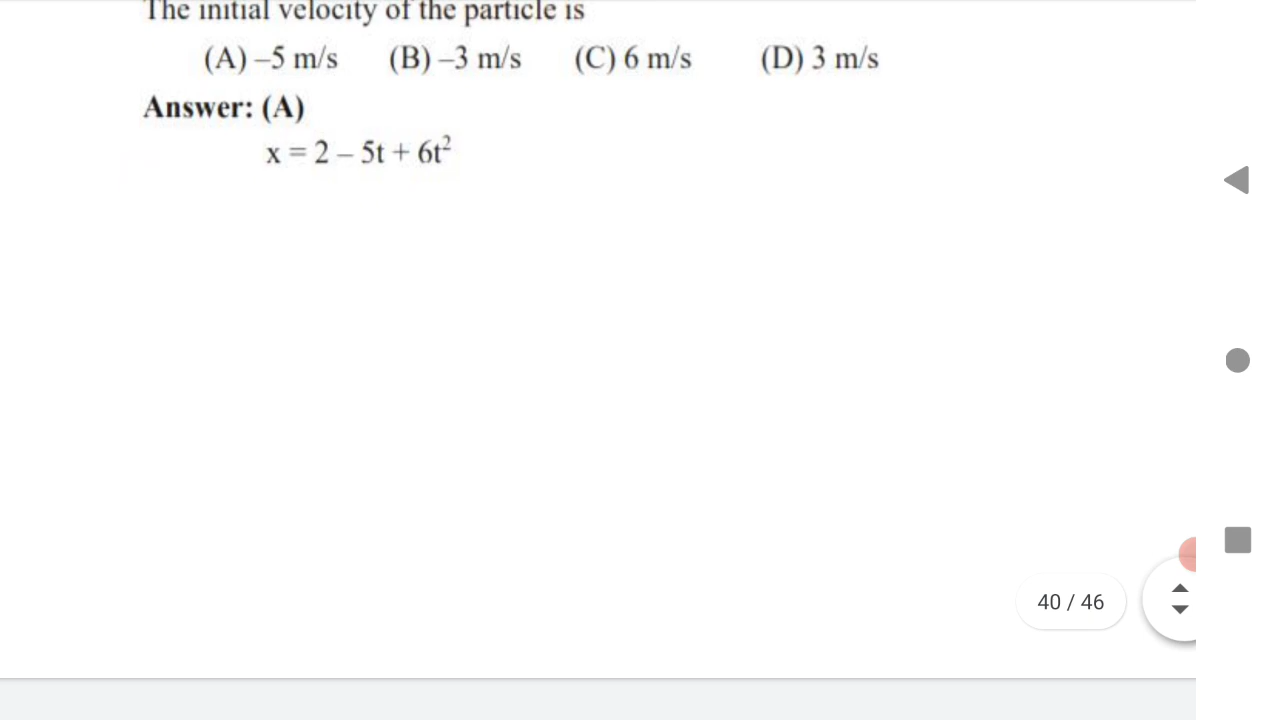 The initial velocity of the particle is
(A) –5 m/s (B) –3 m/s (C) 6 m/s (D) 3 m/s
Answer: (A)
x = 2 – 5t + 6t²
40 / 46